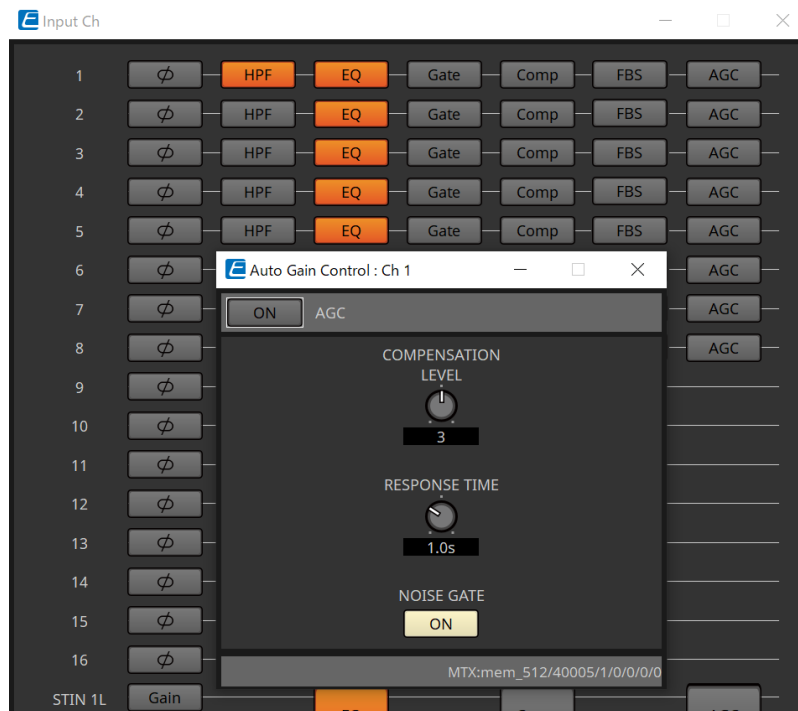 Input Ch
1 Φ HPF EQ Gate Comp FBS AGC
2 Φ HPF EQ Gate Comp FBS AGC
3 Φ HPF EQ Gate Comp FBS AGC
4 Φ HPF EQ Gate Comp FBS AGC
5 Φ HPF EQ Gate Comp FBS AGC
6 Φ AGC
7 Φ AGC
8 Φ AGC
9 Φ
10 Φ
11 Φ
12 Φ
13 Φ
14 Φ
15 Φ
16 Φ
STIN 1L Gain
Auto Gain Control : Ch 1
ON AGC
COMPENSATION
LEVEL
3
RESPONSE TIME
1.0s
NOISE GATE
ON
MTX:mem_512/40005/1/0/0/0/0